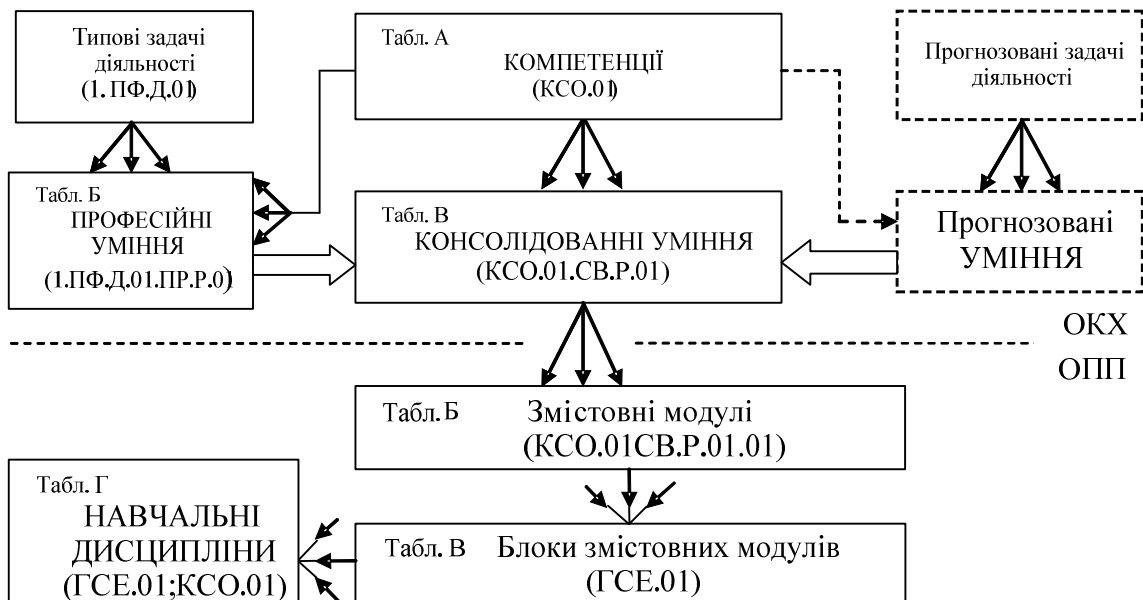 Типові задачі
діяльності
(1. ПФ.Д.01)
Табл. А
КОМПЕТЕНЦІЇ
(КСО.01)
Прогнозовані задачі
діяльності
Табл. Б
ПРОФЕСІЙНІ
УМІННЯ
(1.ПФ.Д.01.ПР.Р.01)
Табл. В
КОНСОЛІДОВАННІ УМІННЯ
(КСО.01.СВ.Р.01)
Прогнозовані
УМІННЯ
ОКХ
ОПП
Табл. Б Змістовні модулі
(КСО.01СВ.Р.01.01)
Табл. Г
НАВЧАЛЬНІ
ДИСЦИПЛІНИ
(ГСЕ.01;КСО.01)
Табл. В Блоки змістовних модулів
(ГСЕ.01)